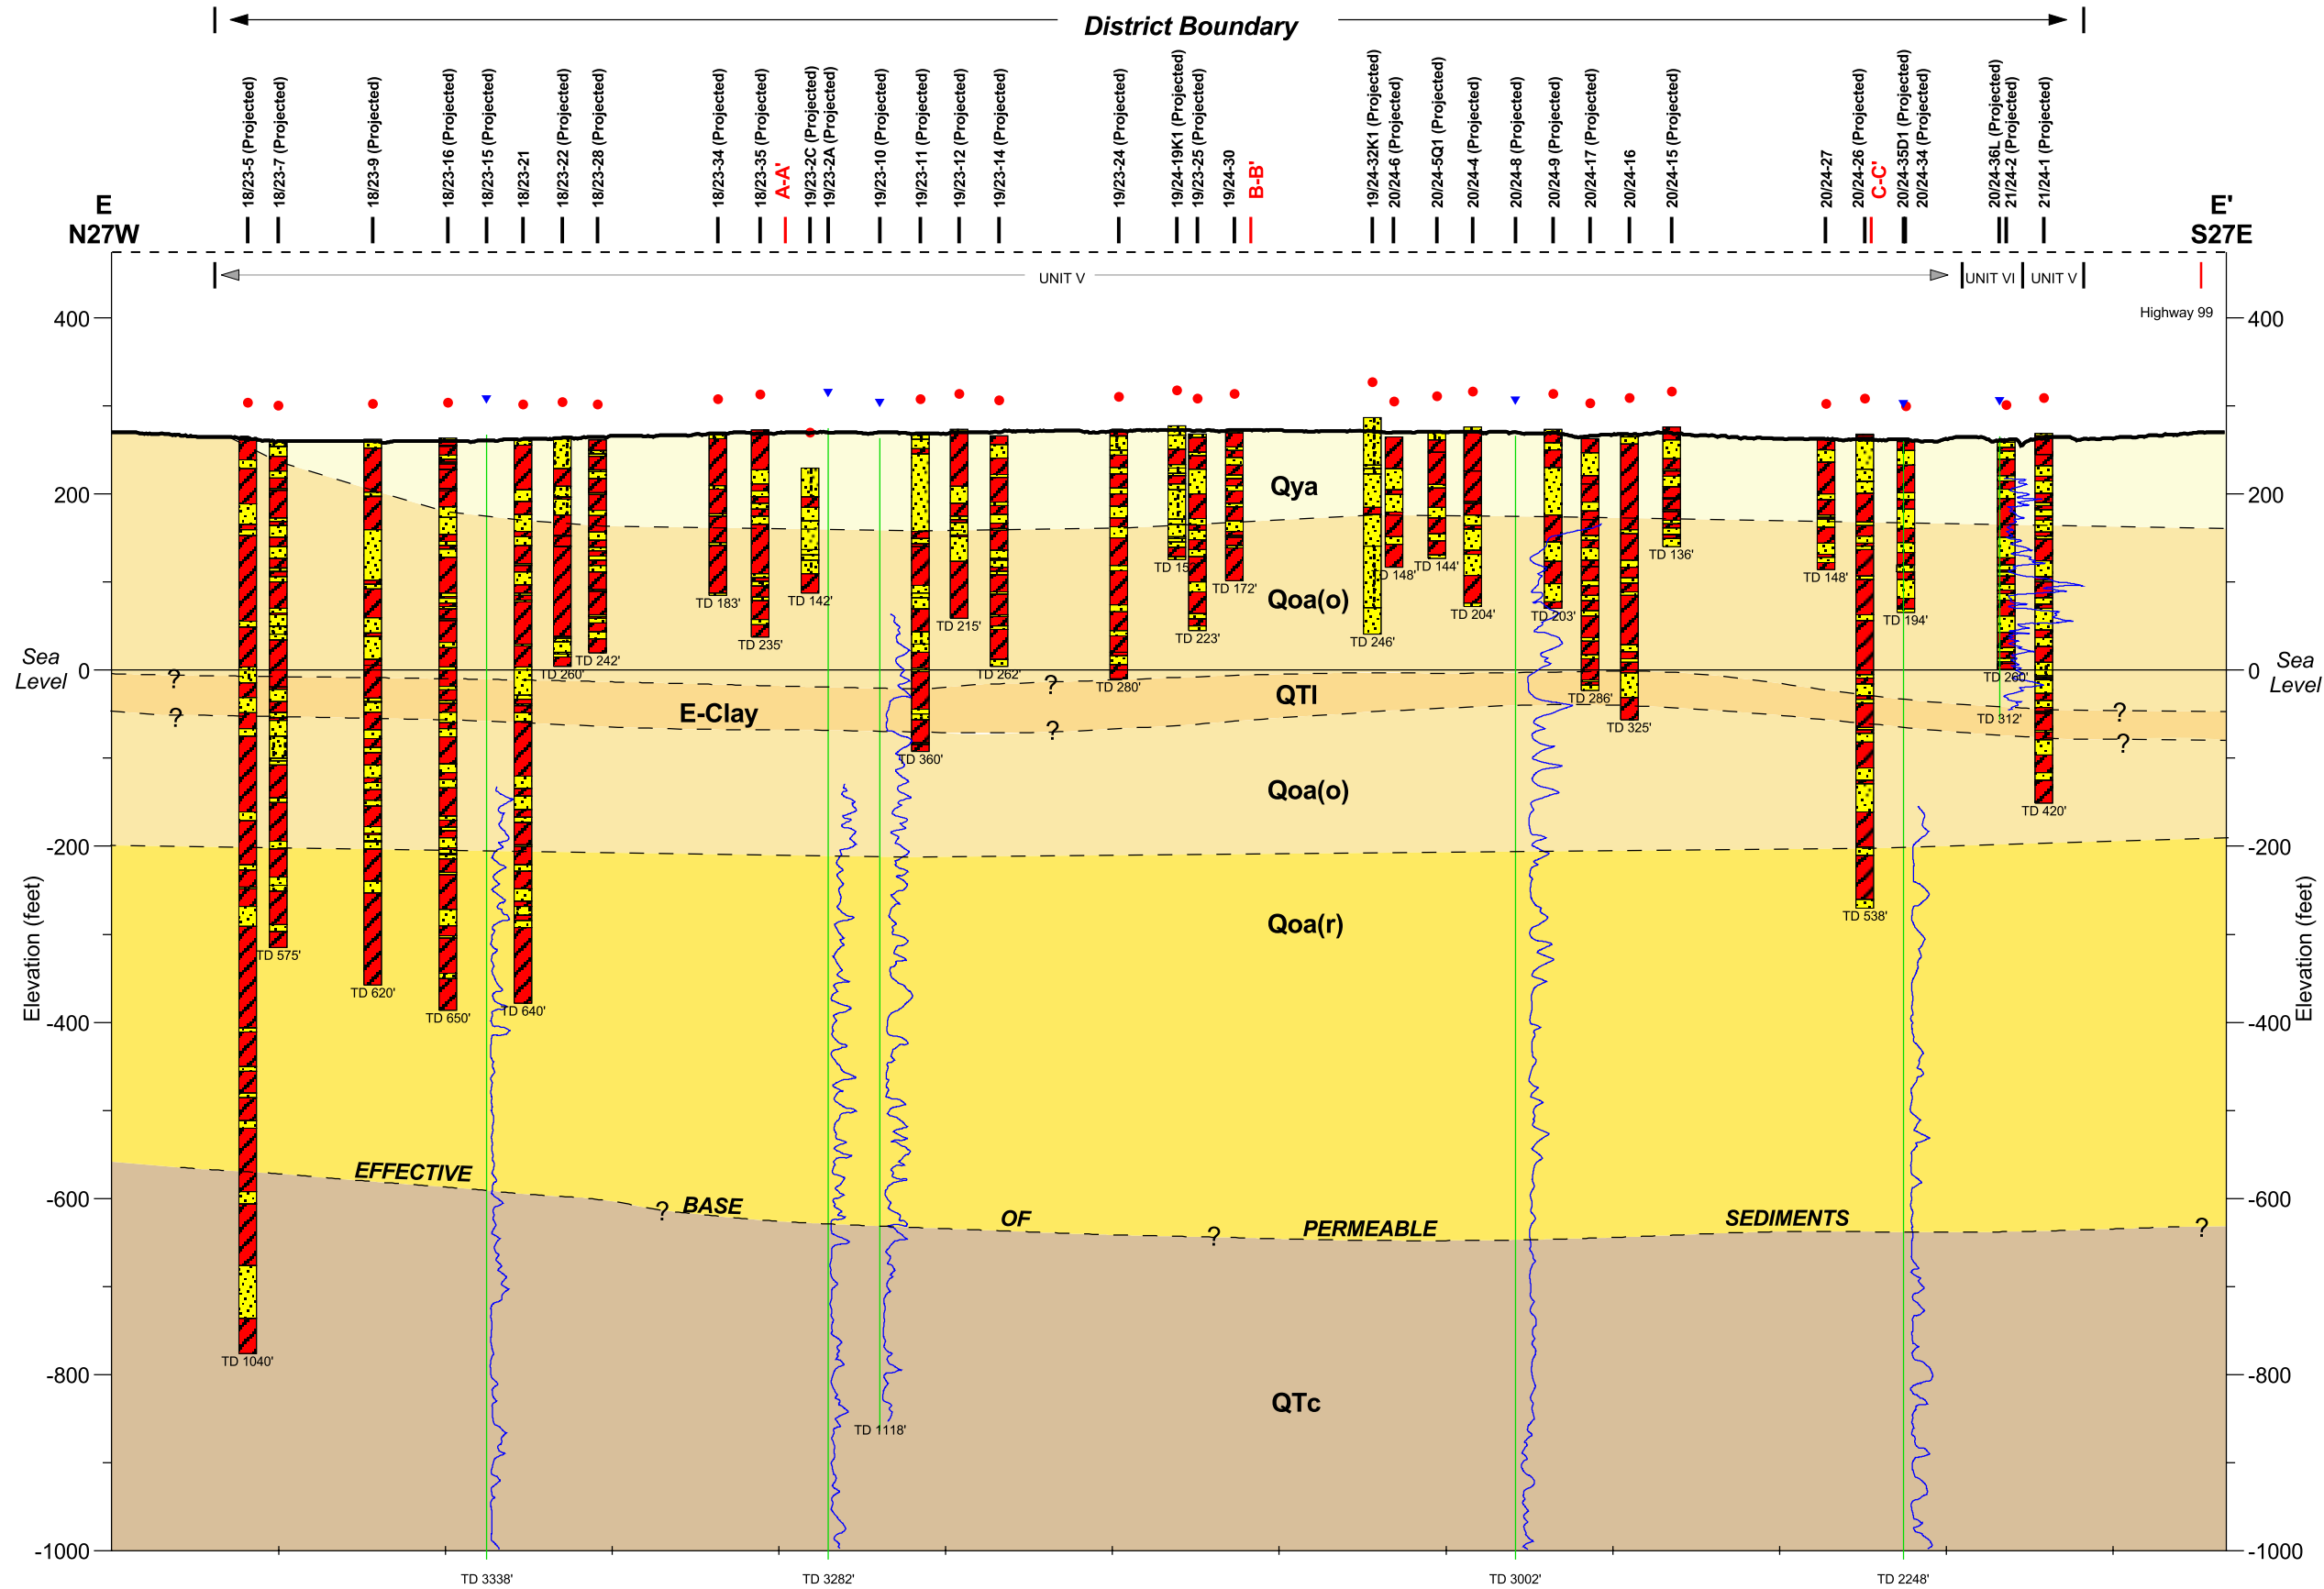 District Boundary
18/23-5 (Projected)
18/23-7 (Projected)
18/23-9 (Projected)
18/23-16 (Projected)
18/23-15 (Projected)
18/23-21
18/23-22 (Projected)
18/23-28 (Projected)
18/23-34 (Projected)
18/23-35 (Projected)
A-A'
19/23-2C (Projected)
19/23-2A (Projected)
19/23-10 (Projected)
19/23-11 (Projected)
19/23-12 (Projected)
19/23-14 (Projected)
19/23-24 (Projected)
19/24-19K1 (Projected)
19/23-25 (Projected)
19/24-30
B-B'
19/24-32K1 (Projected)
20/24-6 (Projected)
20/24-5Q1 (Projected)
20/24-4 (Projected)
20/24-8 (Projected)
20/24-9 (Projected)
20/24-17 (Projected)
20/24-16
20/24-15 (Projected)
20/24-27
20/24-26 (Projected)
C-C'
20/24-35D1 (Projected)
20/24-34 (Projected)
20/24-36L (Projected)
21/24-2 (Projected)
21/24-1 (Projected)
E
N27W
E'
S27E
UNIT V
UNIT VI
UNIT V
Highway 99
400
400
200
200
Qya
TD 15
TD 136'
TD 148'
TD 144'
TD 148'
TD 172'
Qoa(o)
TD 183'
TD 142'
TD 204'
TD 203'
TD 194'
TD 215'
TD 223'
TD 235'
TD 246'
Sea
Level
0
TD 242'
TD 260'
TD 262'
TD 280'
TD 260'
0
Sea
Level
?
?
QTl
TD 286'
?
E-Clay
?
?
TD 325'
TD 312'
?
TD 360'
Qoa(o)
TD 420'
-200
-200
Qoa(r)
TD 538'
TD 575'
TD 620'
TD 650'
TD 640'
Elevation (feet)
Elevation (feet)
-400
-400
EFFECTIVE
?
BASE
OF
?
PERMEABLE
SEDIMENTS
?
-600
-600
TD 1040'
-800
-800
QTc
TD 1118'
-1000
-1000
TD 3338'
TD 3282'
TD 3002'
TD 2248'